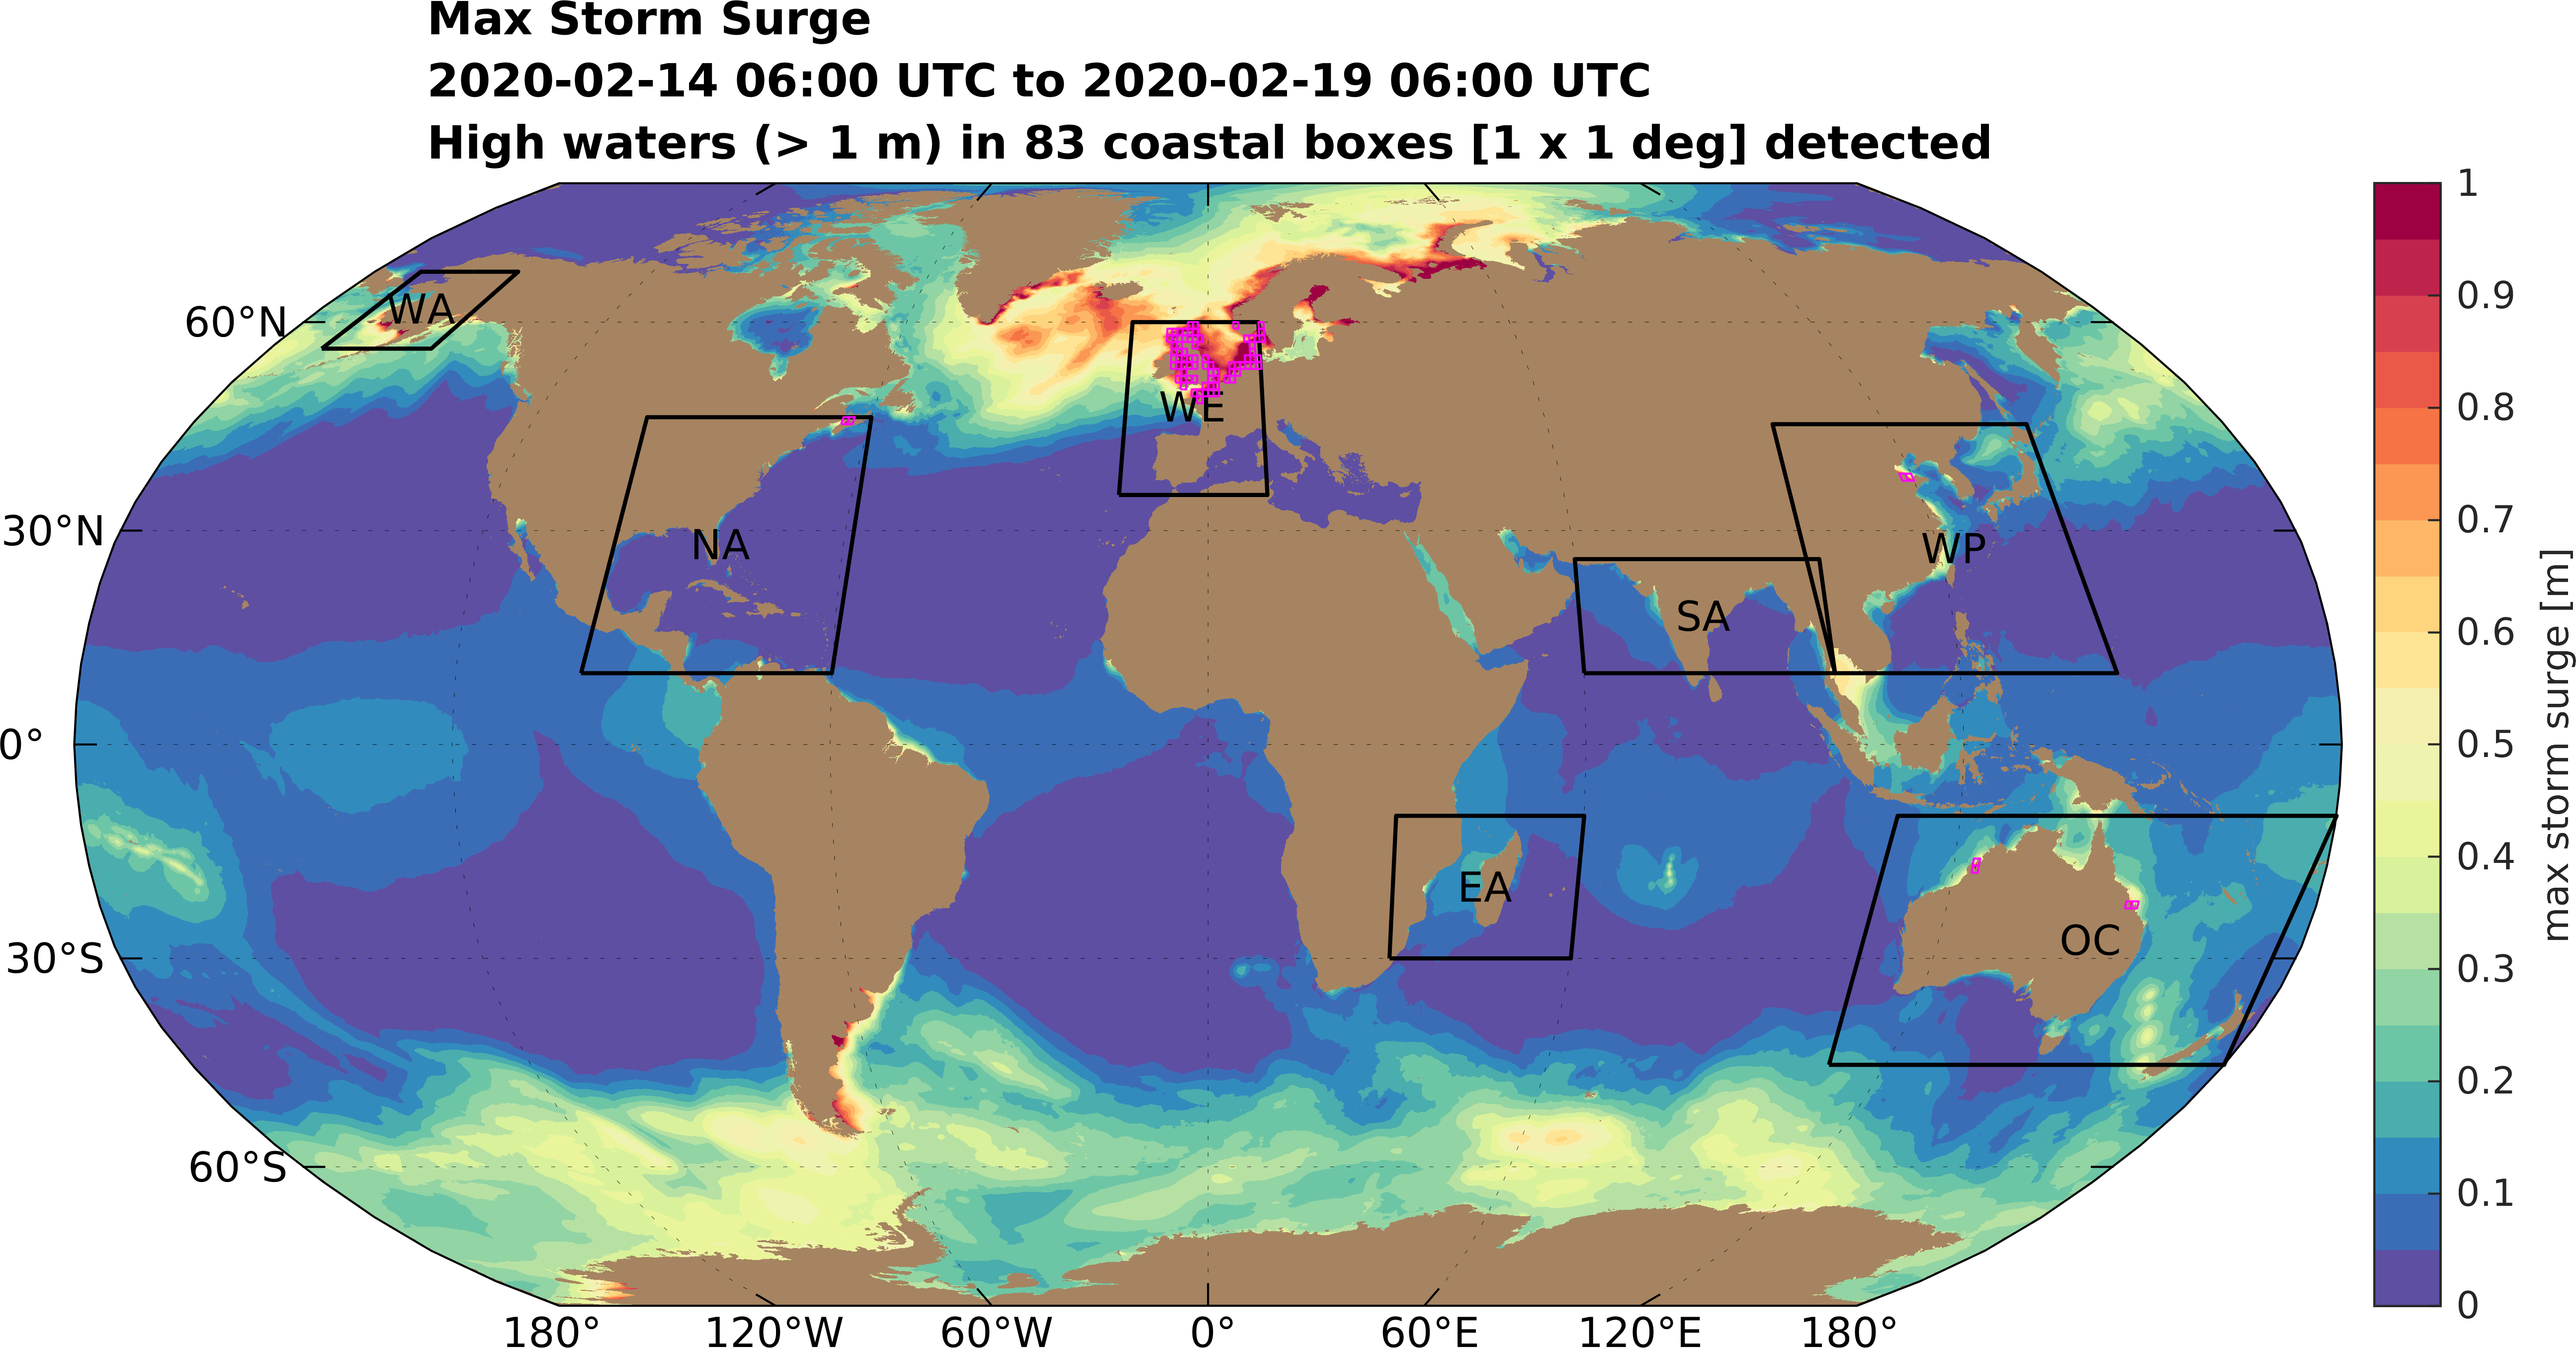 Max Storm Surge
2020-02-14 06:00 UTC to 2020-02-19 06:00 UTC
High waters (> 1 m) in 83 coastal boxes [1 x 1 deg] detected
60°N
30°N
0°
30°S
60°S
WA
NA
WE
WP
SA
EA
OC
180°
120°W
60°W
0°
60°E
120°E
180°
1
0.9
0.8
0.7
0.6
0.5
0.4
0.3
0.2
0.1
0
max storm surge [m]